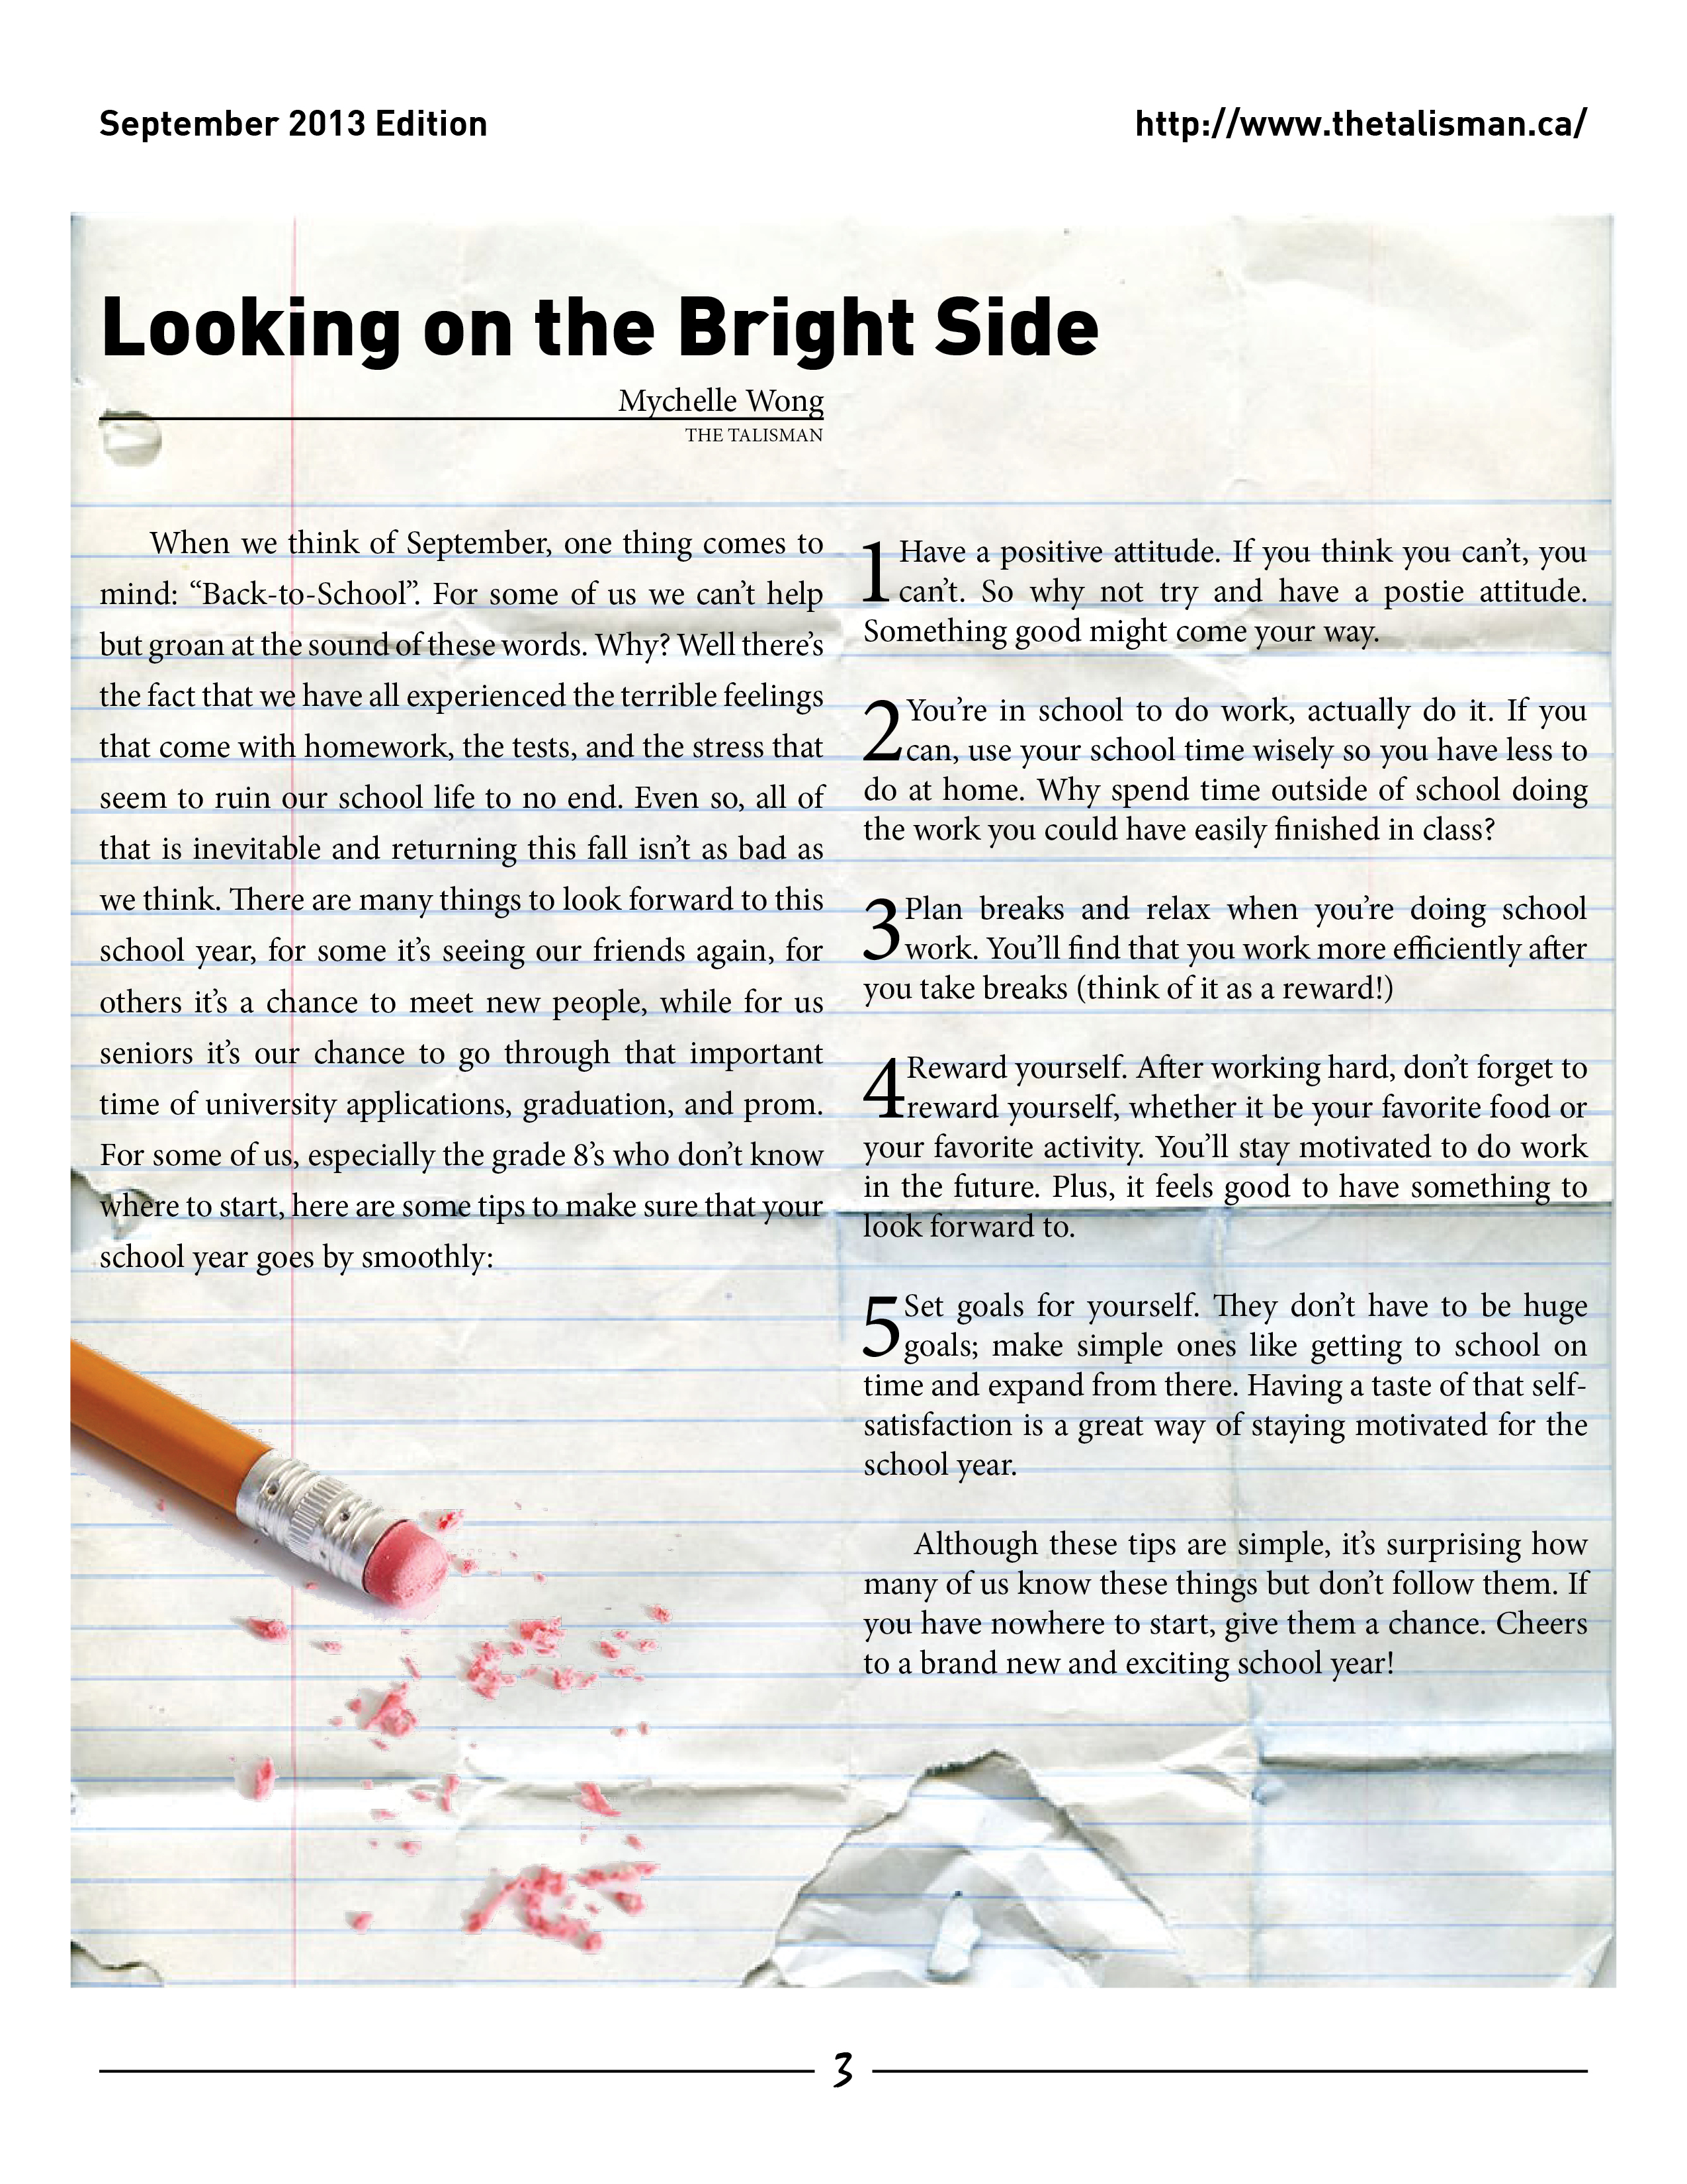 September 2013 Edition
http://www.thetalisman.ca/
Looking on the Bright Side
Mychelle Wong
THE TALISMAN
When we think of September, one thing comes to
mind: “Back-to-School”. For some of us we can’t help
but groan at the sound of these words. Why? Well there’s
the fact that we have all experienced the terrible feelings
that come with homework, the tests, and the stress that
seem to ruin our school life to no end. Even so, all of
that is inevitable and returning this fall isn’t as bad as
we think. There are many things to look forward to this
school year, for some it’s seeing our friends again, for
others it’s a chance to meet new people, while for us
seniors it’s our chance to go through that important
time of university applications, graduation, and prom.
For some of us, especially the grade 8’s who don’t know
where to start, here are some tips to make sure that your
school year goes by smoothly:
1 Have a positive attitude. If you think you can’t, you
can’t. So why not try and have a postie attitude.
Something good might come your way.
2 You’re in school to do work, actually do it. If you
can, use your school time wisely so you have less to
do at home. Why spend time outside of school doing
the work you could have easily finished in class?
3 Plan breaks and relax when you’re doing school
work. You’ll find that you work more efficiently after
you take breaks (think of it as a reward!)
4 Reward yourself. After working hard, don’t forget to
reward yourself, whether it be your favorite food or
your favorite activity. You’ll stay motivated to do work
in the future. Plus, it feels good to have something to
look forward to.
5 Set goals for yourself. They don’t have to be huge
goals; make simple ones like getting to school on
time and expand from there. Having a taste of that self-
satisfaction is a great way of staying motivated for the
school year.
Although these tips are simple, it’s surprising how
many of us know these things but don’t follow them. If
you have nowhere to start, give them a chance. Cheers
to a brand new and exciting school year!
3